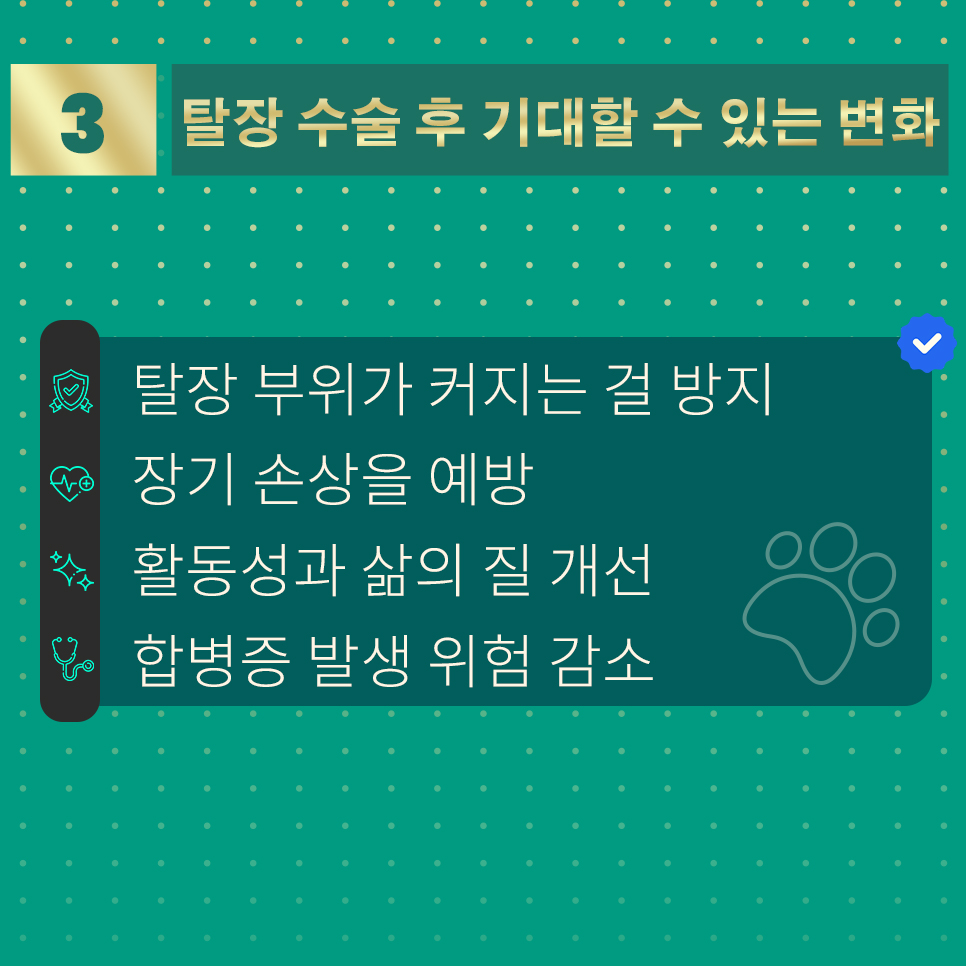 3
탈장 수술 후 기대할 수 있는 변화
탈장 부위가 커지는 걸 방지
장기 손상을 예방
활동성과 삶의 질 개선
합병증 발생 위험 감소